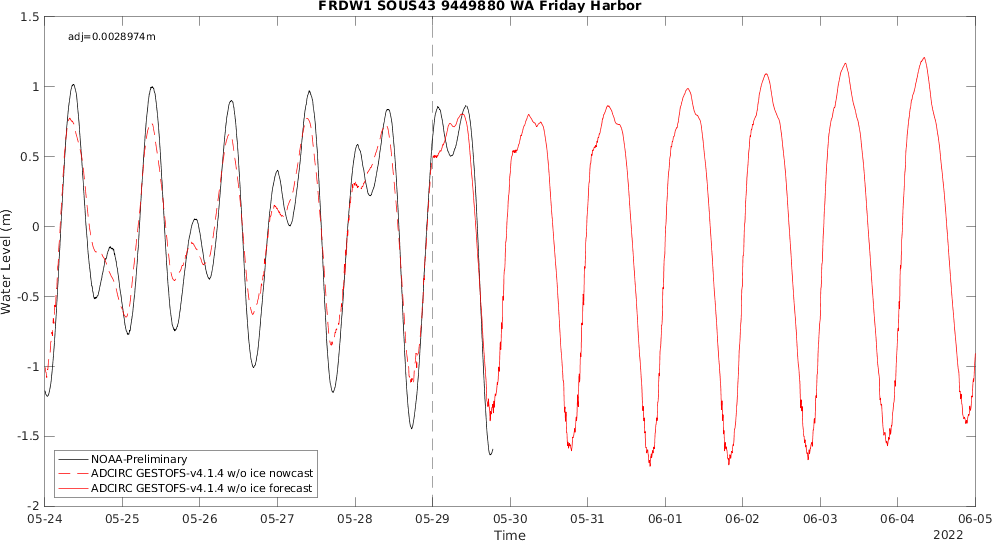 FRDW1 SOUS43 9449880 WA Friday Harbor
adj=0.0028974m
Water Level (m)
1.5
1
0.5
0
-0.5
-1
-1.5
-2
NOAA-Preliminary
ADCIRC GESTOFS-v4.1.4 w/o ice nowcast
ADCIRC GESTOFS-v4.1.4 w/o ice forecast
05-24 05-25 05-26 05-27 05-28 05-29 05-30 05-31 06-01 06-02 06-03 06-04 06-05
Time
2022